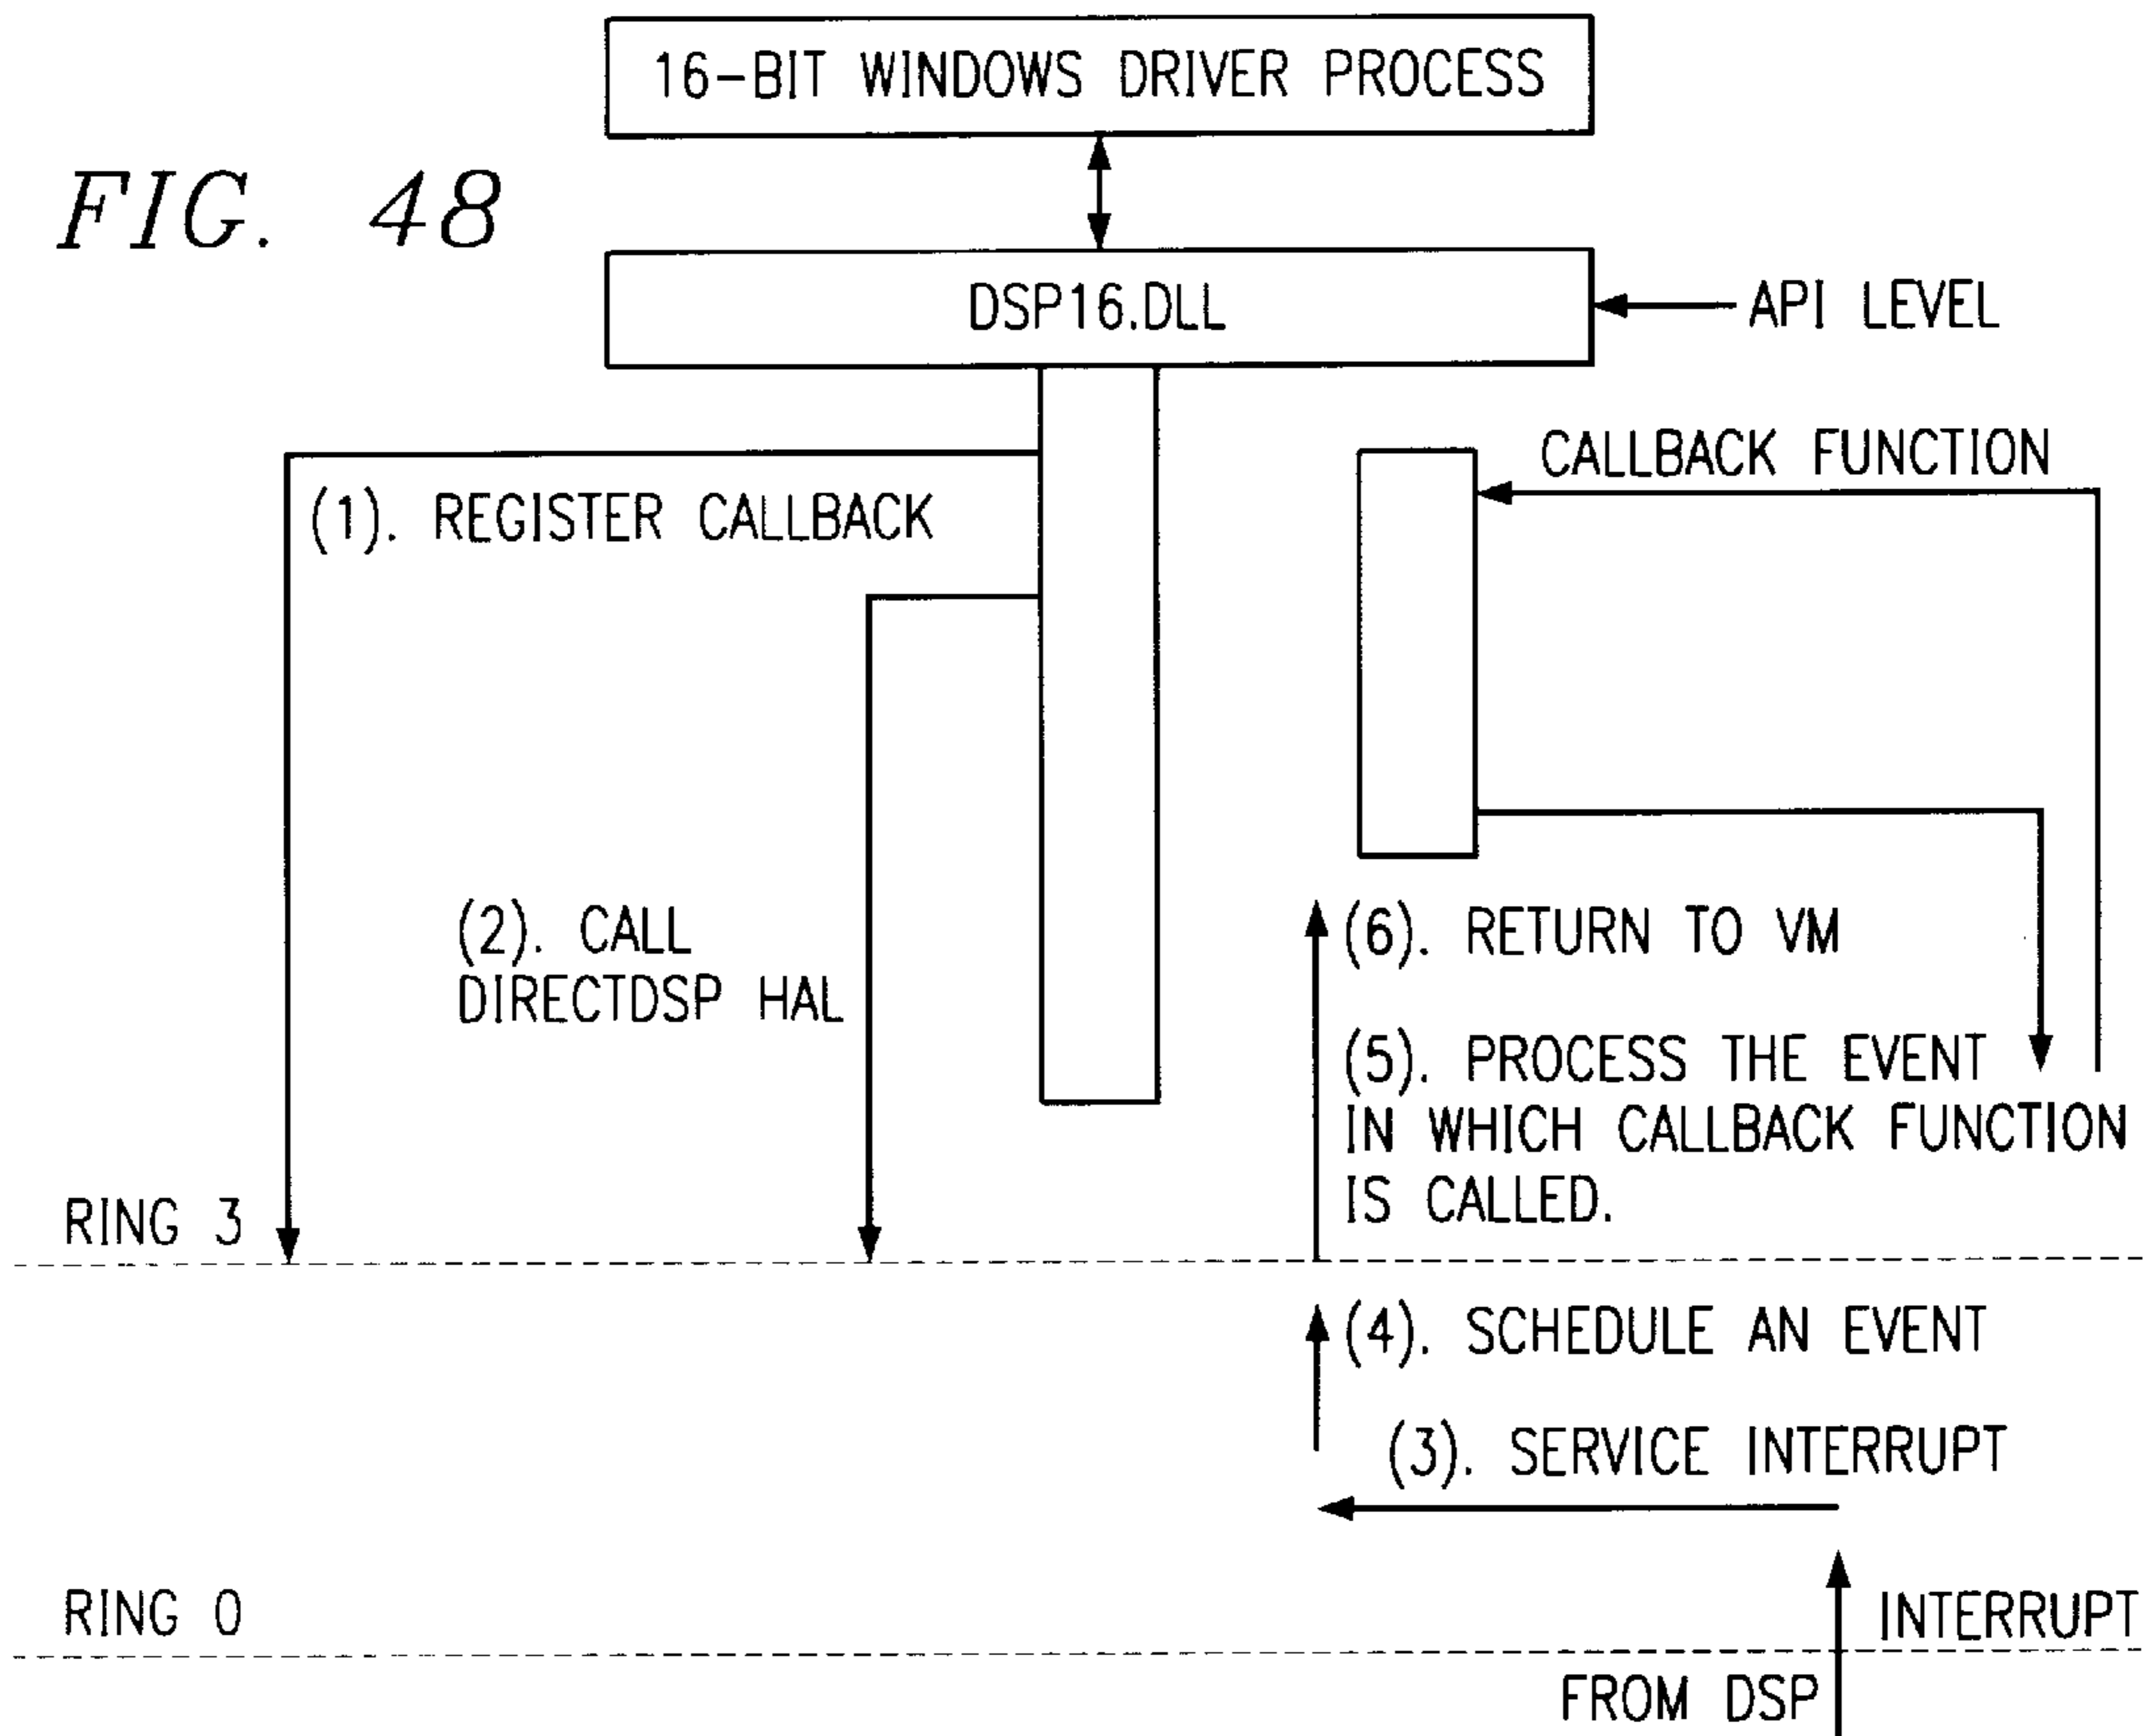 16-BIT WINDOWS DRIVER PROCESS
FIG. 48
DSP16.DLL
API LEVEL
CALLBACK FUNCTION
(1). REGISTER CALLBACK
(2). CALL
DIRECTDSP HAL
(6). RETURN TO VM
(5). PROCESS THE EVENT
IN WHICH CALLBACK FUNCTION
IS CALLED.
RING 3
(4). SCHEDULE AN EVENT
(3). SERVICE INTERRUPT
RING 0
INTERRUPT
FROM DSP